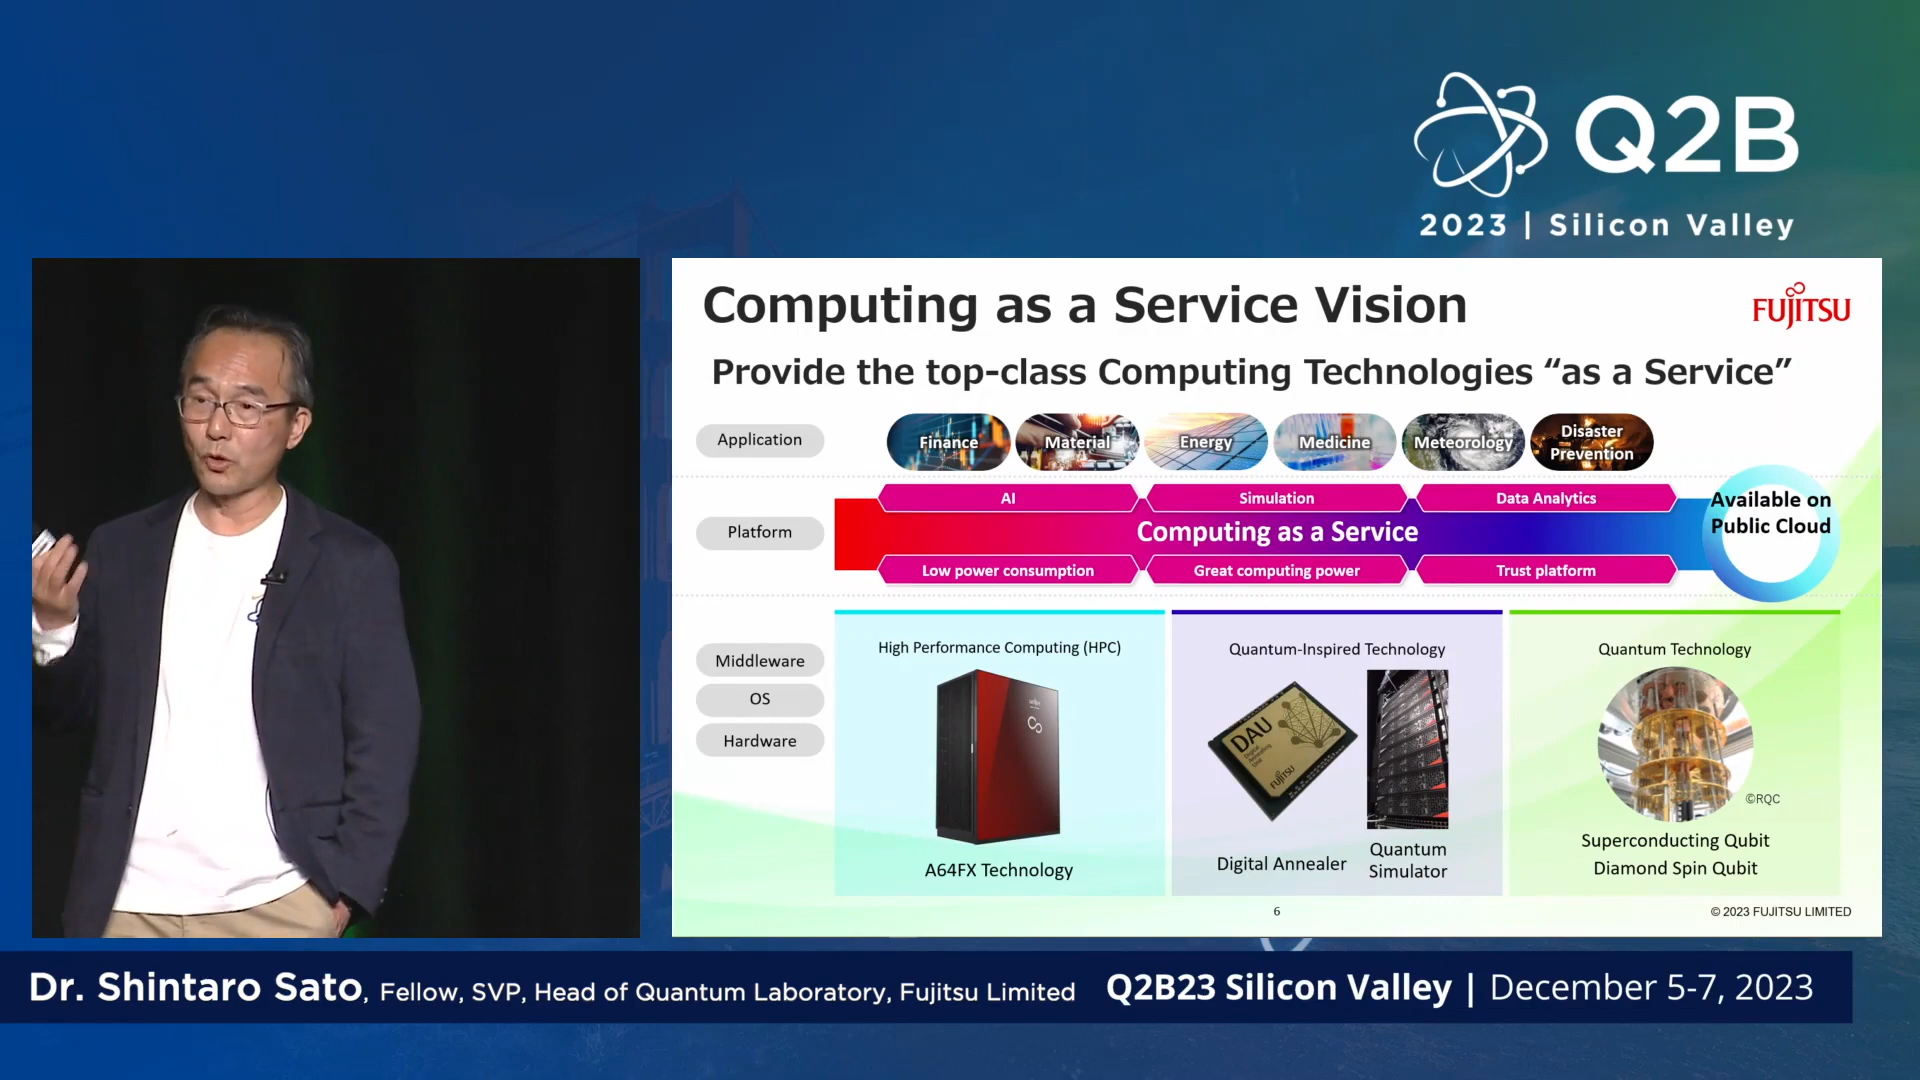 Q2B
2023 | Silicon Valley
Computing as a Service Vision
FUJITSU
Provide the top-class Computing Technologies “as a Service”
Application
Finance
Material
Energy
Medicine
Meteorology
Disaster
Prevention
AI
Simulation
Data Analytics
Platform
Computing as a Service
Available on
Public Cloud
Low power consumption
Great computing power
Trust platform
Middleware
OS
Hardware
High Performance Computing (HPC)
A64FX Technology
Quantum-Inspired Technology
DAU
FUJITSU
Digital Annealer
Quantum
Simulator
Quantum Technology
©RQC
Superconducting Qubit
Diamond Spin Qubit
6
© 2023 FUJITSU LIMITED
Dr. Shintaro Sato, Fellow, SVP, Head of Quantum Laboratory, Fujitsu Limited
Q2B23 Silicon Valley | December 5-7, 2023